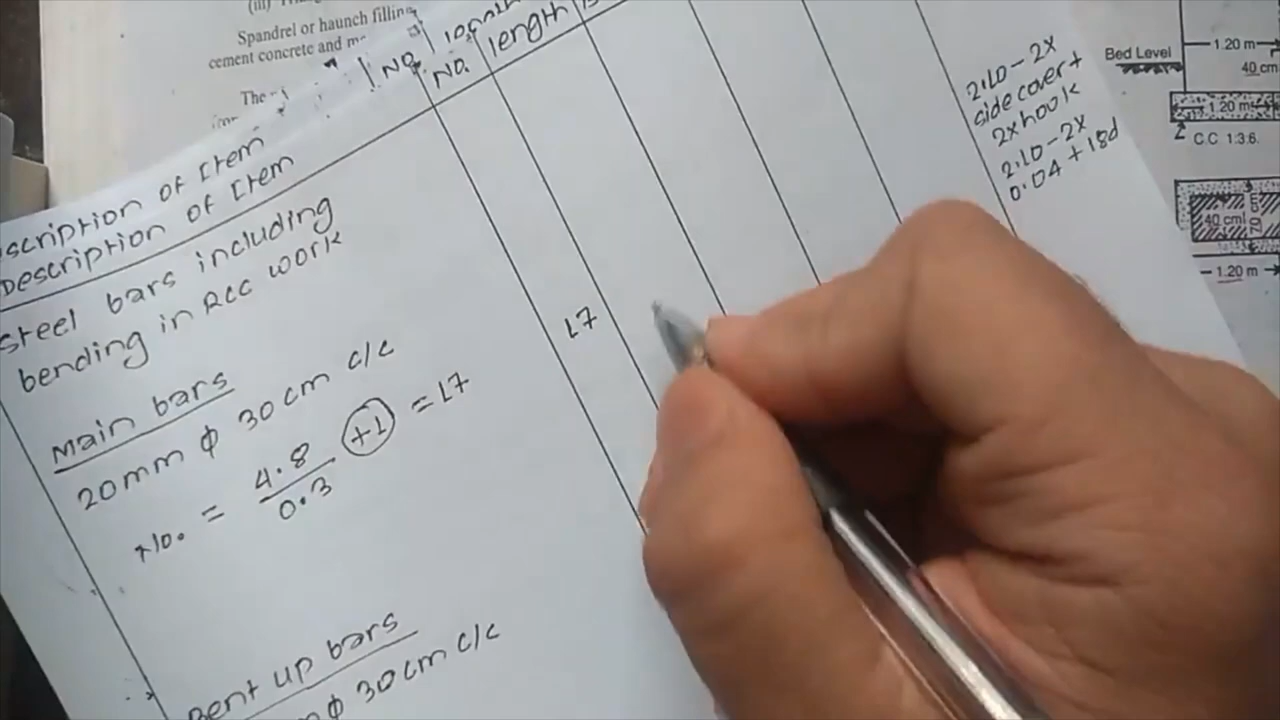 Spandrel or haunch filling
cement concrete and
The
No. length
No. length
Description of Item
Description of Item
Steel bars including
bending in RCC work
Main bars
20mm ϕ 30cm c/c
No. = 4.8/0.3 +1 = 17
17
Bent up bars
ϕ 30cm c/c
2.10-2x
side cover+
2xhook
2.10-2x
0.04+18d
Bed Level
1.20 m
40 cm
1.20 m
C.C 1:3:6.
40 cm
70
1.20 m